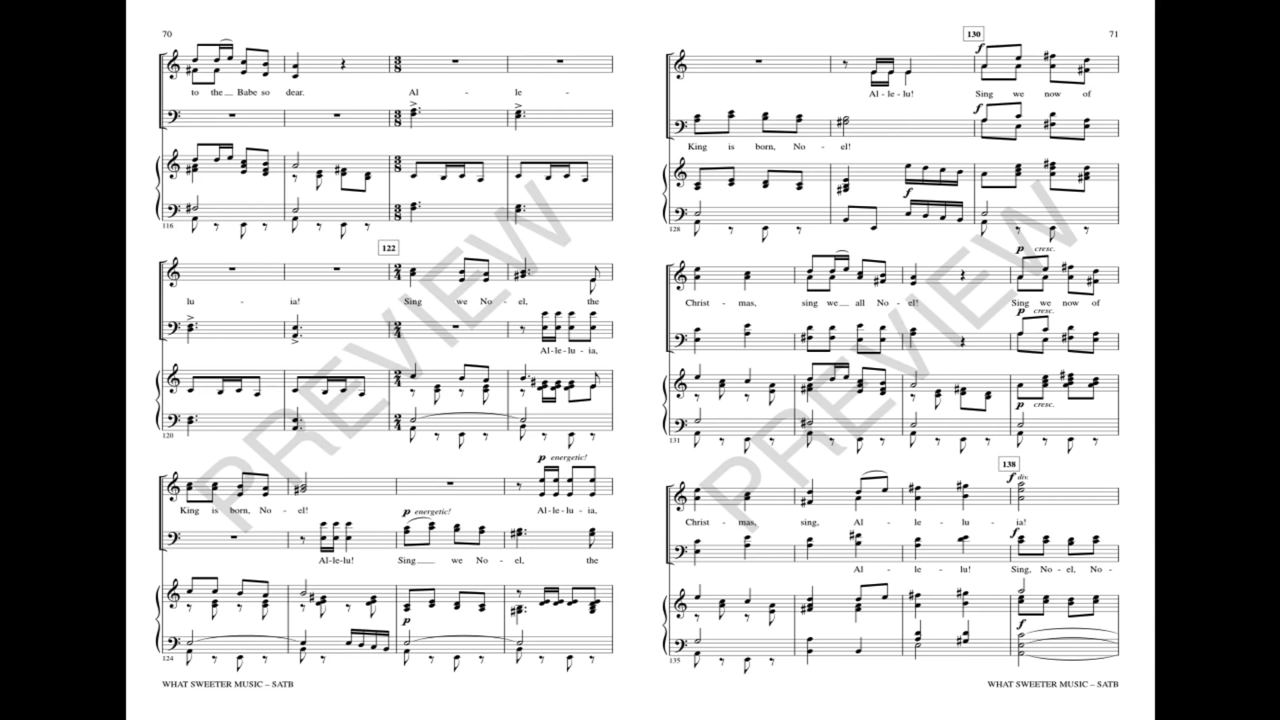 70
to the Babe so dear. Al - le -
116
122
lu - ia! Sing we No - el, the
Al - le - lu - ia,
120
p energetic!
King is born, No - el! Al - le - lu - ia,
p energetic!
Al - le - lu! Sing we No - el, the
p
124
WHAT SWEETER MUSIC – SATB
130 71
f
Al - le - lu! Sing we now of
f
King is born, No - el!
f
128
p cresc.
Christ - mas, sing we all No - el! Sing we now of
p cresc.
p cresc.
131
138
f div.
Christ - mas, sing, Al - le - lu - ia!
f
Al - le - lu! Sing, No - el, No -
f
135
WHAT SWEETER MUSIC – SATB
PREVIEW
PREVIEW